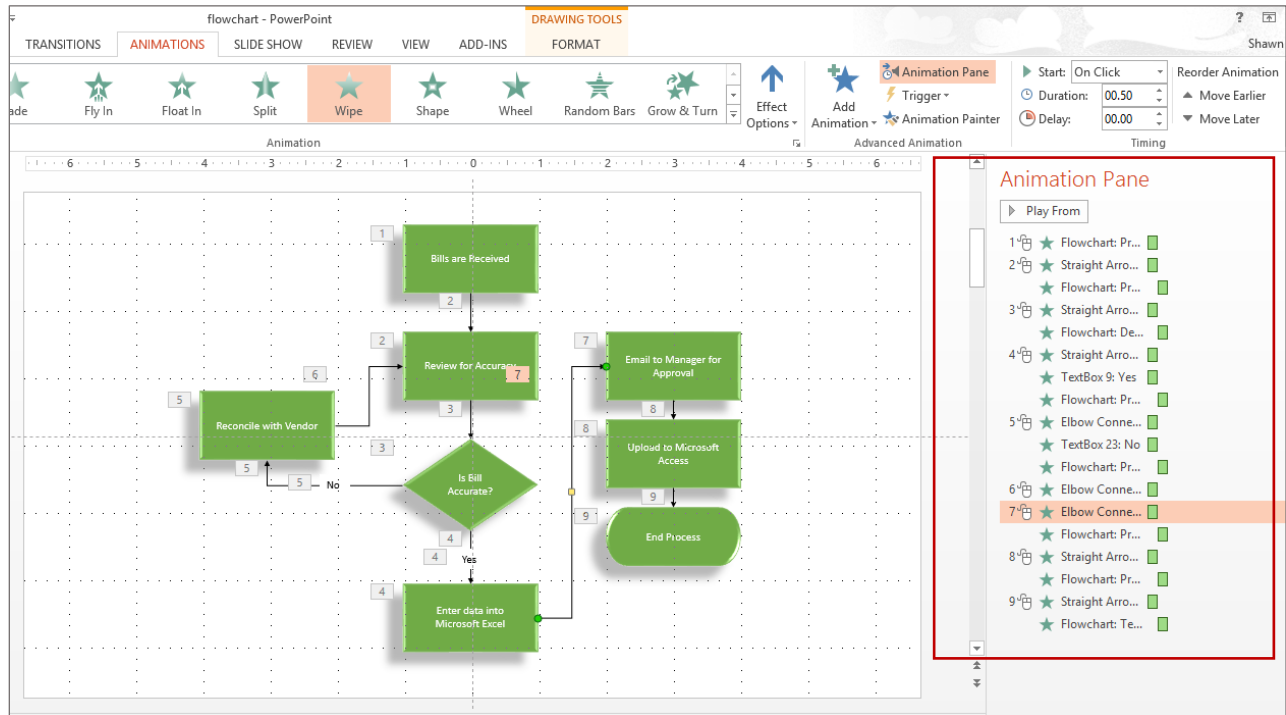 flowchart - PowerPoint
DRAWING TOOLS
?
TRANSITIONS ANIMATIONS SLIDE SHOW REVIEW VIEW ADD-INS FORMAT
Shawn
ade Fly In Float In Split Wipe Shape Wheel Random Bars Grow & Turn
Effect
Options
Add
Animation
Animation Pane
Trigger
Animation Painter
Start: On Click
Duration: 00.50
Delay: 00.00
Reorder Animation
Move Earlier
Move Later
Animation
Advanced Animation
Timing
6 5 4 3 2 1 0 1 2 3 4 5 6
1
Bills are Received
2
2
Review for Accuracy
7
3
6
5
Reconcile with Vendor
5
5
No
3
Is Bill
Accurate?
4
4
Yes
4
Enter data into
Microsoft Excel
7
Email to Manager for
Approval
8
8
Upload to Microsoft
Access
9
9
End Process
Animation Pane
Play From
1 Flowchart: Pr...
2 Straight Arro...
Flowchart: Pr...
3 Straight Arro...
Flowchart: De...
4 Straight Arro...
TextBox 9: Yes
Flowchart: Pr...
5 Elbow Conne...
TextBox 23: No
Flowchart: Pr...
6 Elbow Conne...
7 Elbow Conne...
Flowchart: Pr...
8 Straight Arro...
Flowchart: Pr...
9 Straight Arro...
Flowchart: Te...